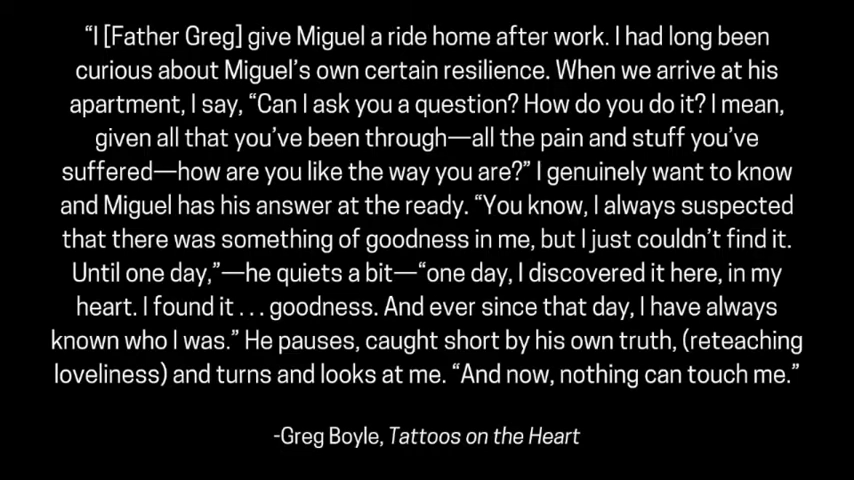 “I [Father Greg] give Miguel a ride home after work. I had long been
curious about Miguel’s own certain resilience. When we arrive at his
apartment, I say, “Can I ask you a question? How do you do it? I mean,
given all that you’ve been through—all the pain and stuff you’ve
suffered—how are you like the way you are?” I genuinely want to know
and Miguel has his answer at the ready. “You know, I always suspected
that there was something of goodness in me, but I just couldn’t find it.
Until one day,”—he quiets a bit—“one day, I discovered it here, in my
heart. I found it . . . goodness. And ever since that day, I have always
known who I was.” He pauses, caught short by his own truth, (reteaching
loveliness) and turns and looks at me. “And now, nothing can touch me.”
-Greg Boyle, Tattoos on the Heart